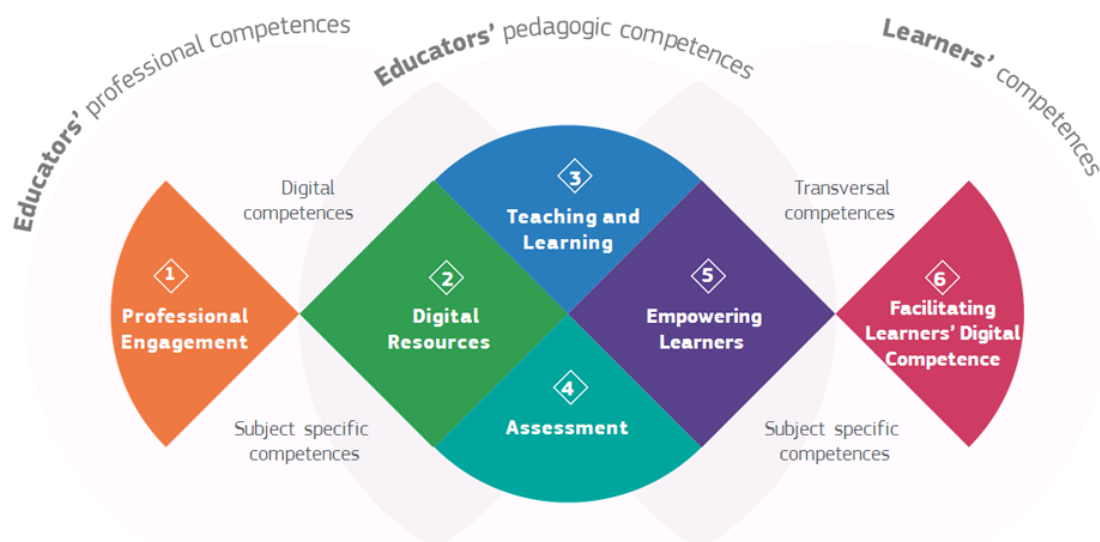 Educators' professional competences
Educators' pedagogic competences
Learners' competences
Digital
competences
Transversal
competences
1
Professional
Engagement
2
Digital
Resources
3
Teaching and
Learning
4
Assessment
5
Empowering
Learners
6
Facilitating
Learners' Digital
Competence
Subject specific
competences
Subject specific
competences